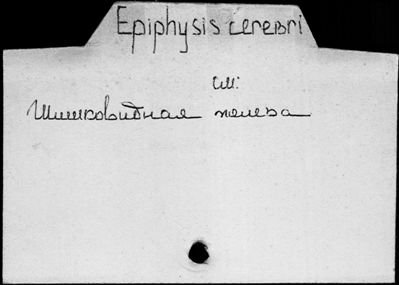 Epiphysis cerebri
см:
Шишковидная железа